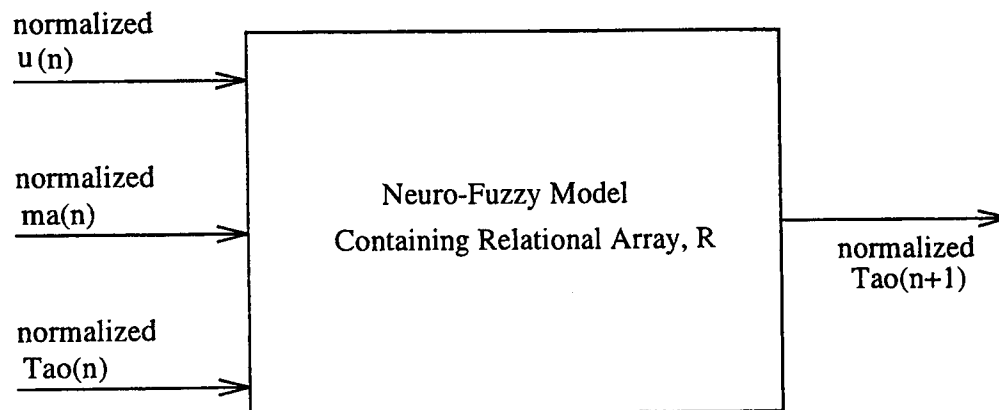 normalized
u(n)
normalized
ma(n)
normalized
Tao(n)
Neuro-Fuzzy Model
Containing Relational Array, R
normalized
Tao(n+1)